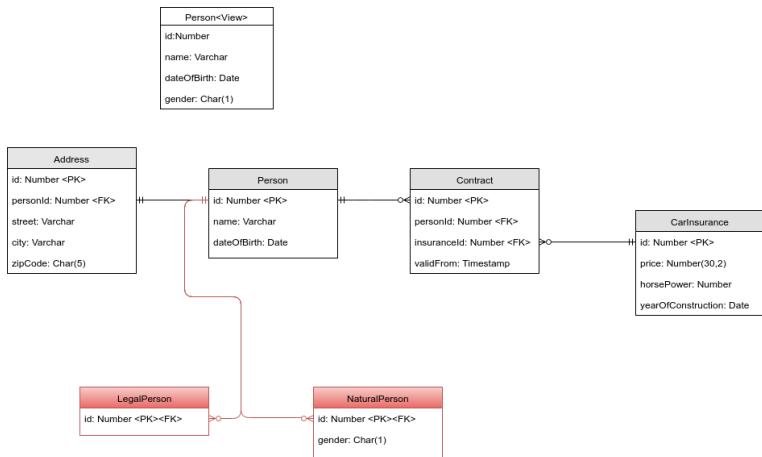 Person<View>
id:Number
name: Varchar
dateOfBirth: Date
gender: Char(1)
Address
id: Number <PK>
personId: Number <FK>
street: Varchar
city: Varchar
zipCode: Char(5)
Person
id: Number <PK>
name: Varchar
dateOfBirth: Date
Contract
id: Number <PK>
personId: Number <FK>
insuranceId: Number <FK>
validFrom: Timestamp
CarInsurance
id: Number <PK>
price: Number(30,2)
horsePower: Number
yearOfConstruction: Date
LegalPerson
id: Number <PK><FK>
NaturalPerson
id: Number <PK><FK>
gender: Char(1)